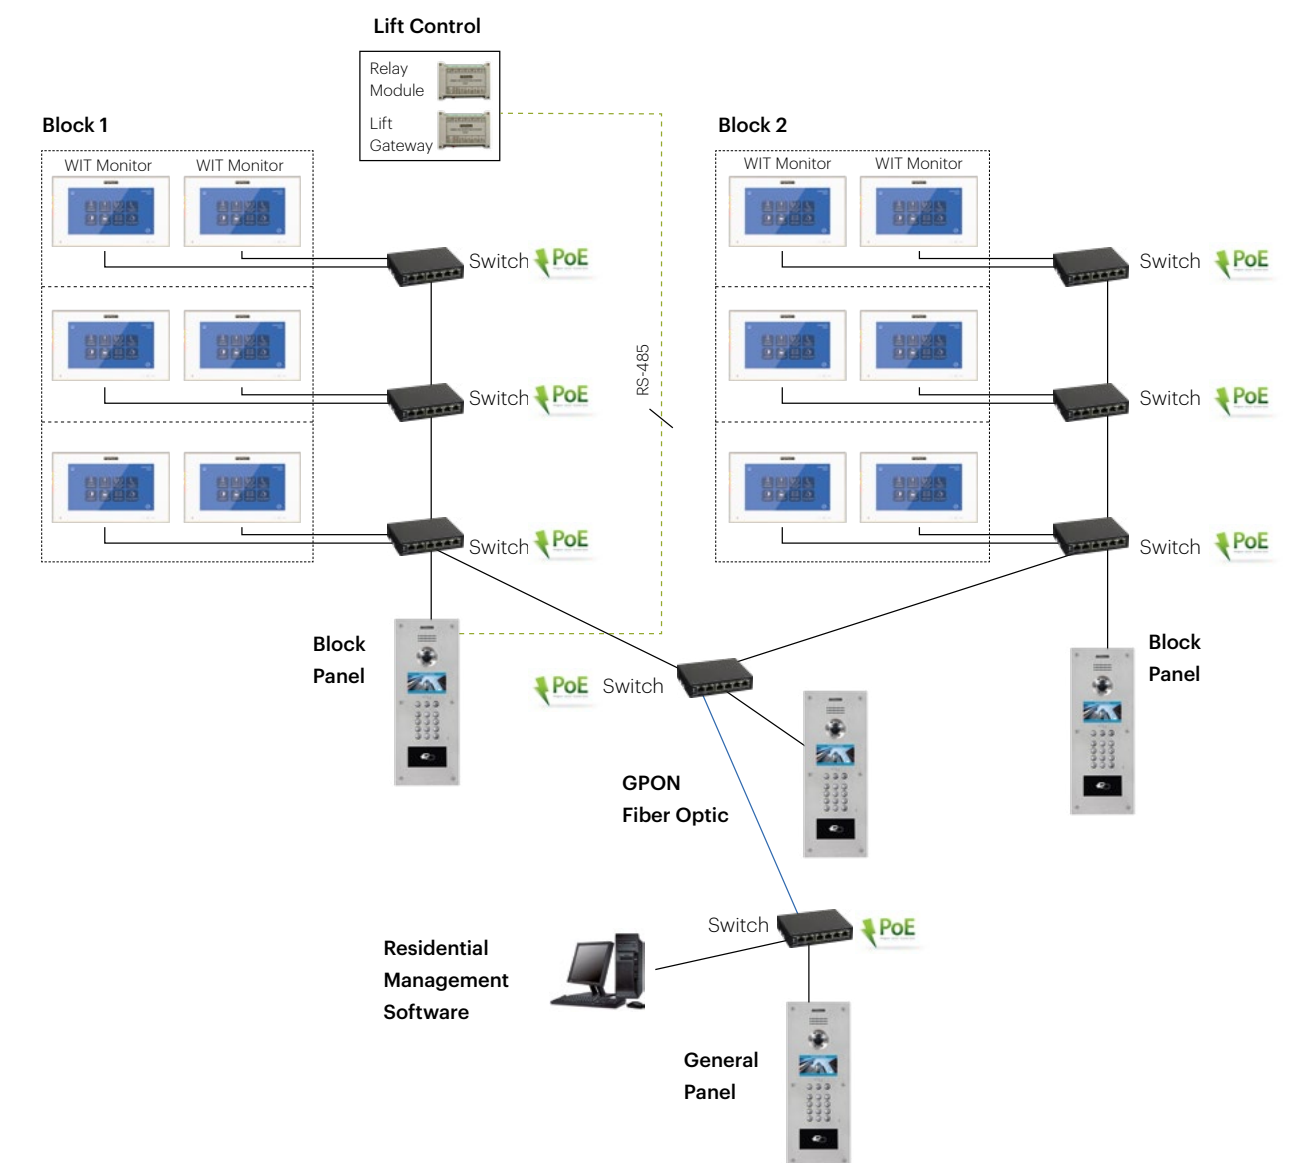 Lift Control
Relay
Module
Lift
Gateway
Block 1
Block 2
WIT Monitor
WIT Monitor
WIT Monitor
WIT Monitor
Switch
PoE
Switch
PoE
RS-485
Switch
PoE
Switch
PoE
Switch
PoE
Switch
PoE
Block
Panel
Block
Panel
PoE
Switch
GPON
Fiber Optic
Switch
PoE
Residential
Management
Software
General
Panel